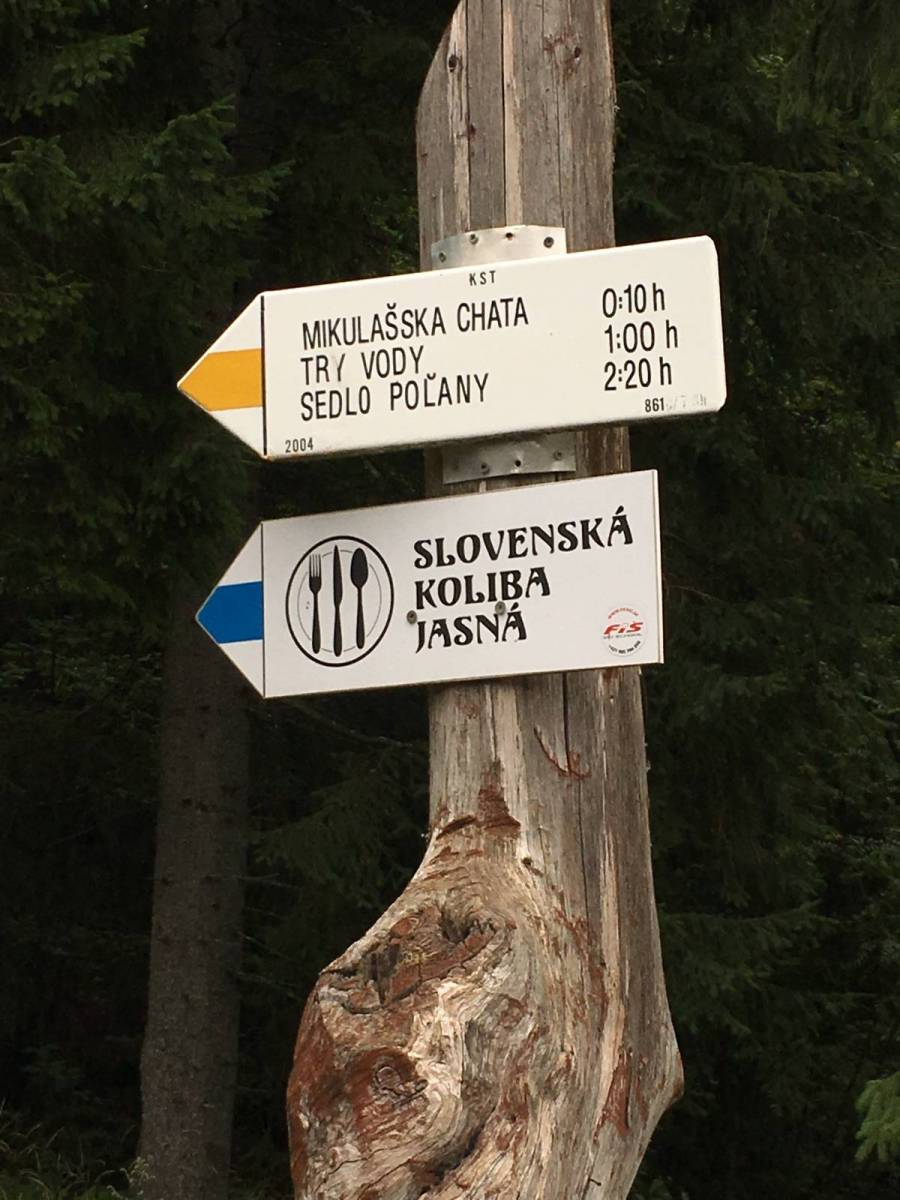 KST
MIKULAŠSKA CHATA 0:10 h
TRY VODY 1:00 h
SEDLO POĽANY 2:20 h
2004
SLOVENSKÁ
KOLIBA
JASNÁ
FIS